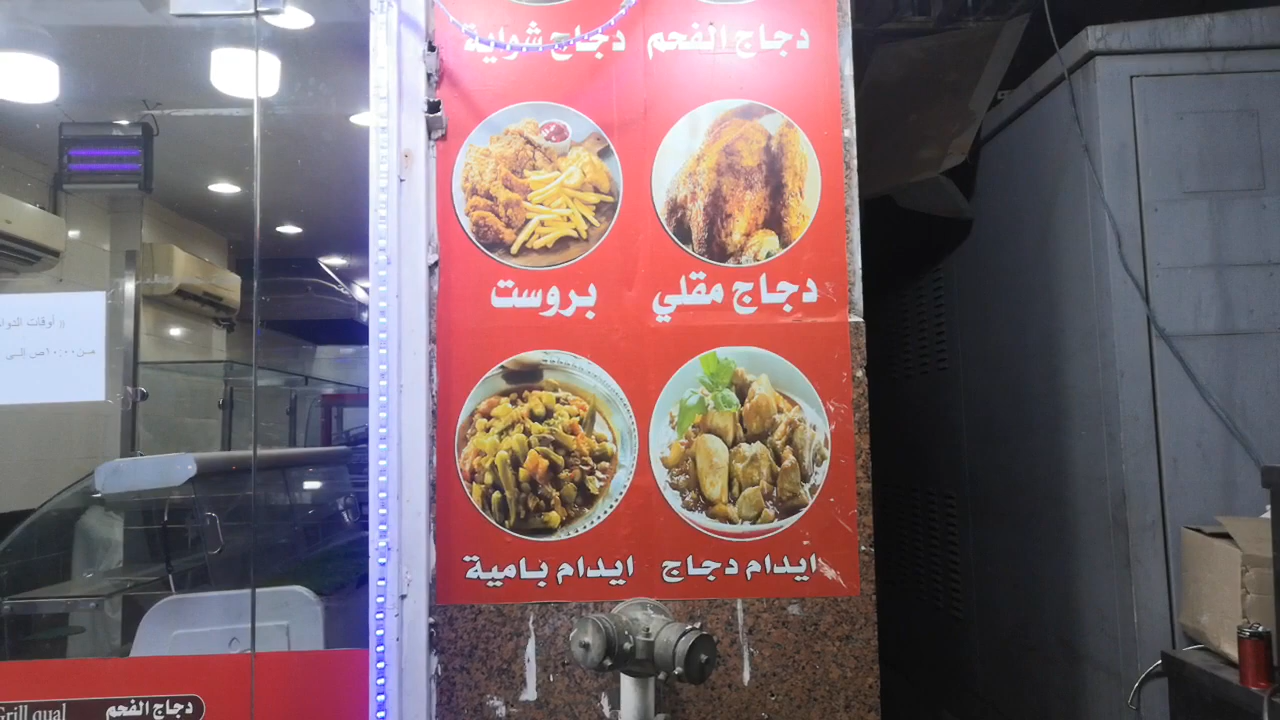 دجاج الفحم
دجاج شواية
دجاج مقلي
بروست
ايدام دجاج
ايدام بامية
أوقات الدوام
من ١٠:٠٠ص إلى
دجاج الفحم
Grill